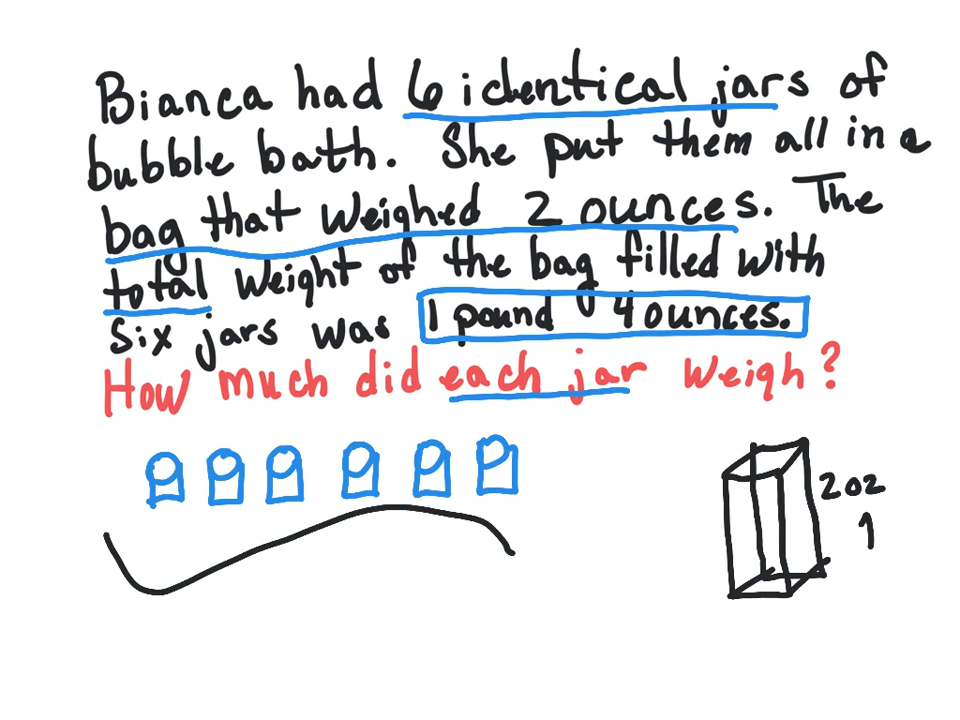 Bianca had 6 identical jars of
bubble bath. She put them all in a
bag that weighed 2 ounces. The
total weight of the bag filled with
six jars was 1 pound 4 ounces.
How much did each jar weigh?
2 oz
1